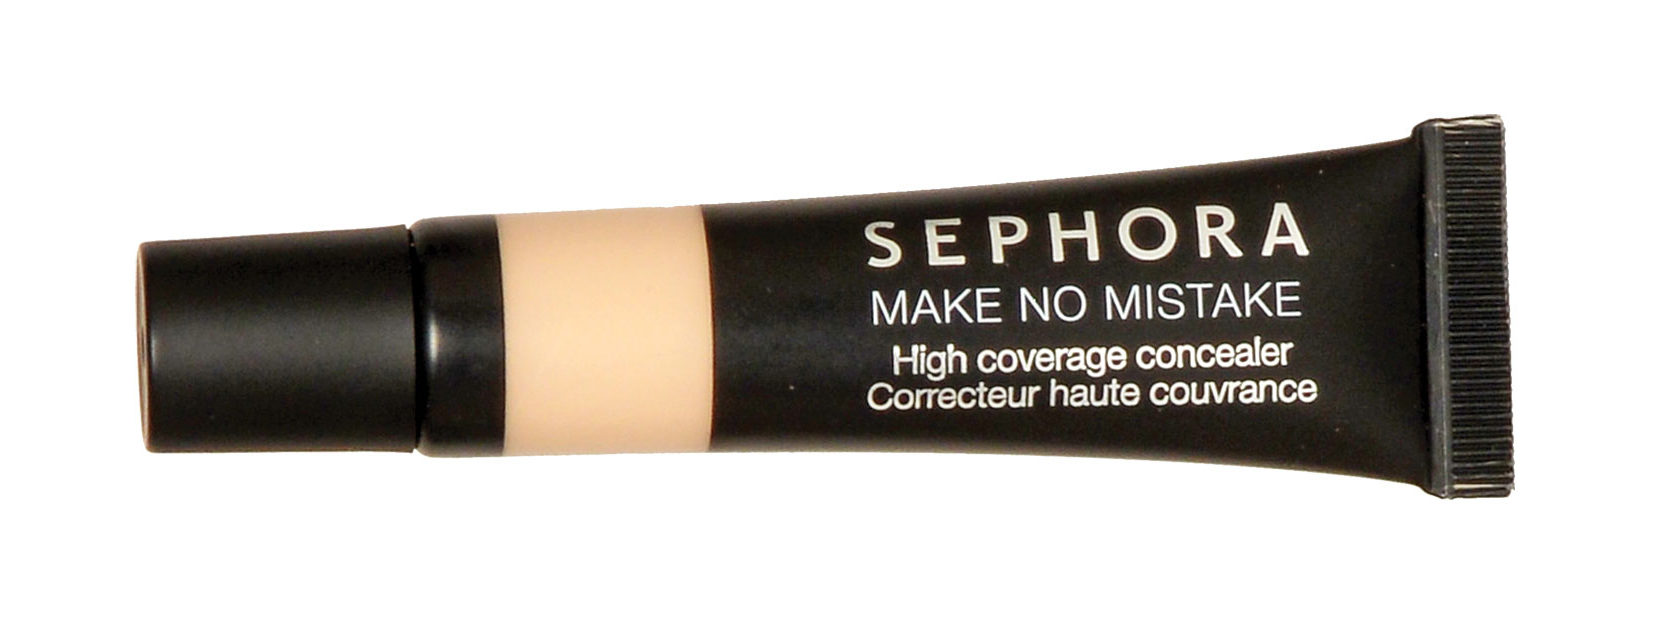 SEPHORA
MAKE NO MISTAKE
High coverage concealer
Correcteur haute couvrance